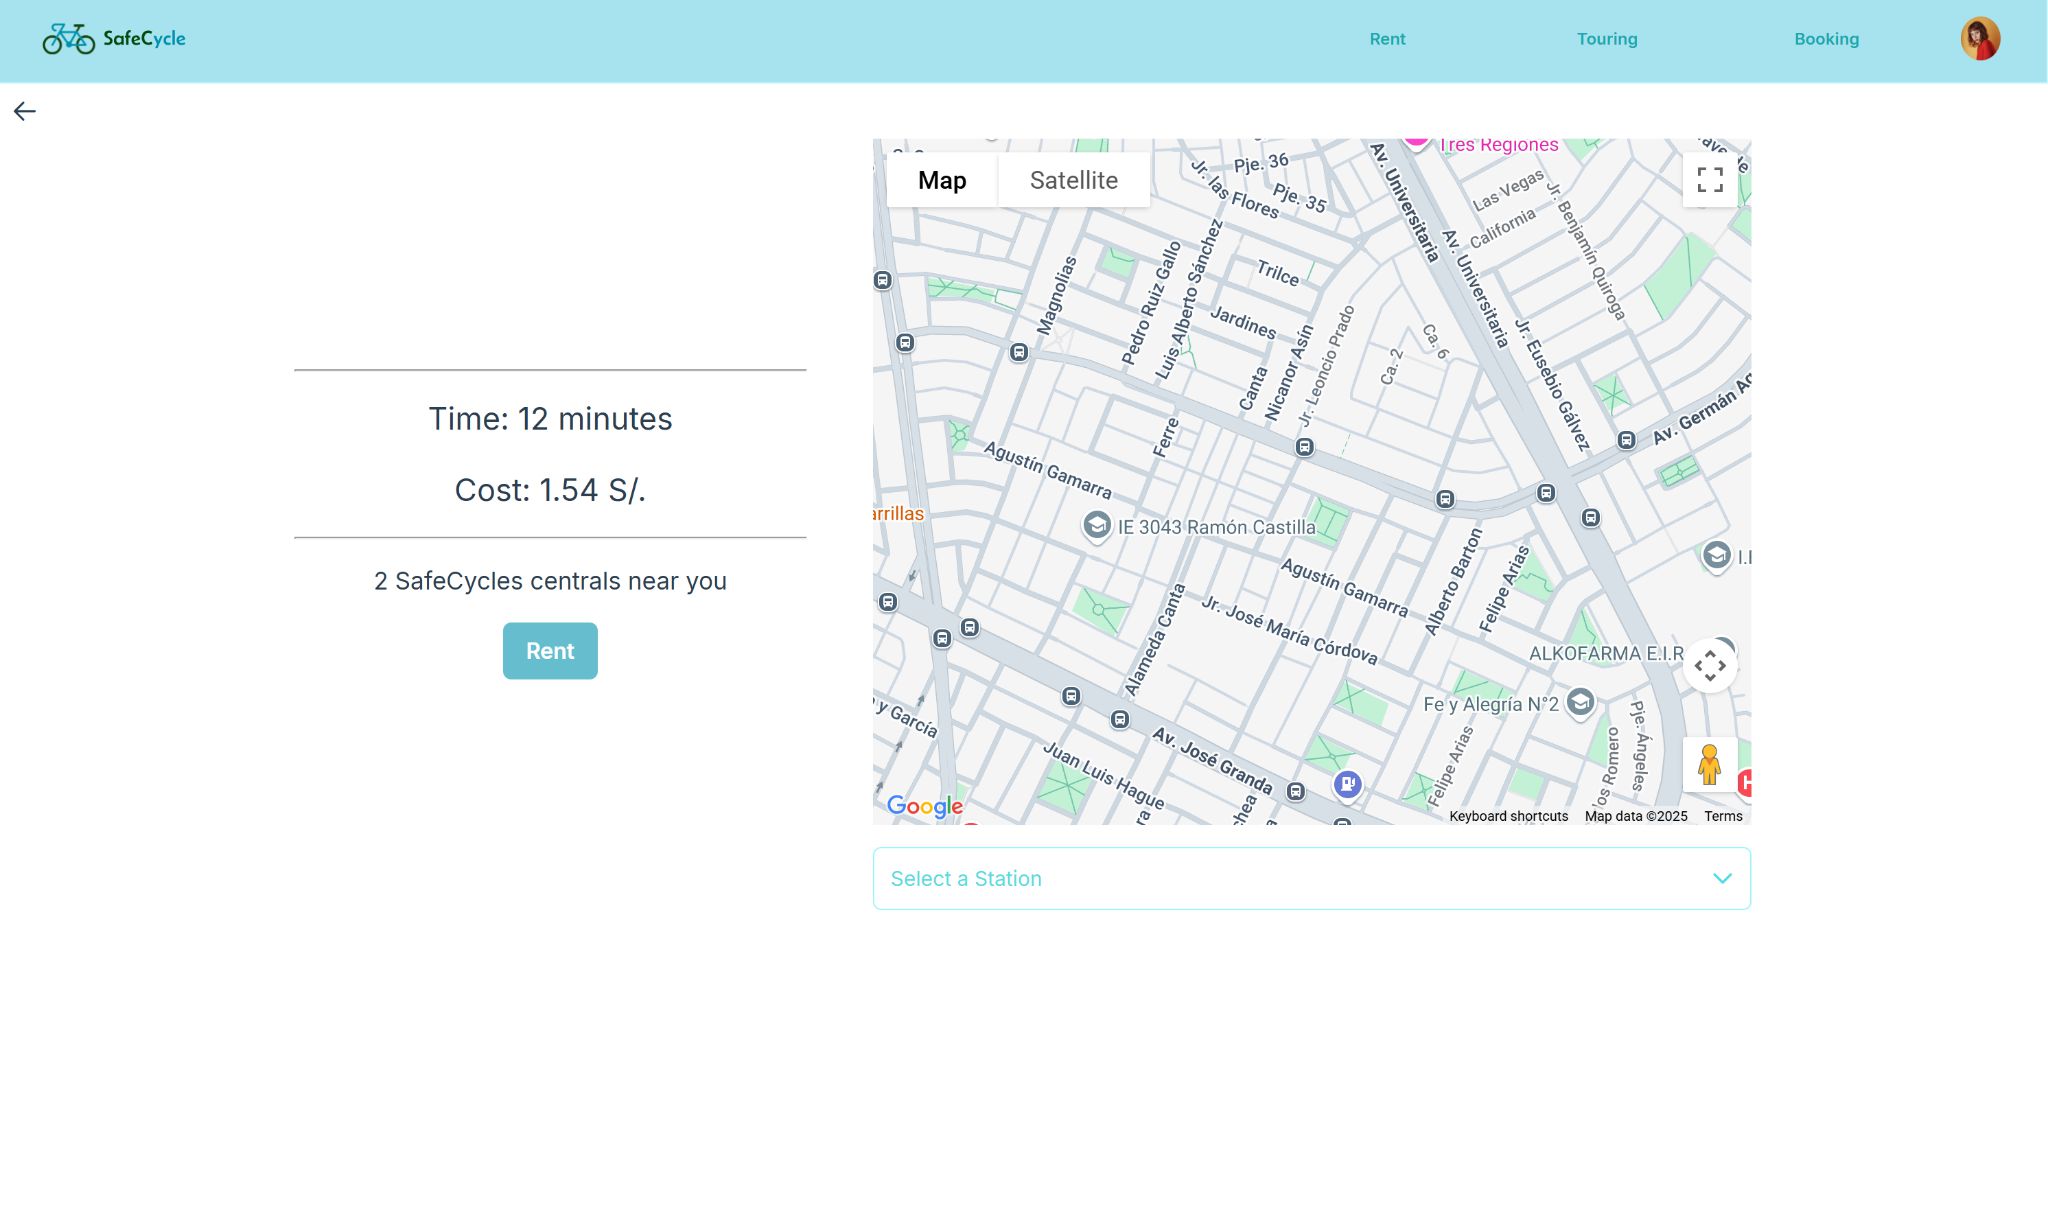 SafeCycle
Rent
Touring
Booking
Time: 12 minutes
Cost: 1.54 S/.
2 SafeCycles centrals near you
Rent
Map
Satellite
Tres Regiones
Pje. 36
Pje. 35
Jr. las Flores
Av. Universitaria
Las Vegas
California
Jr. Benjamín Quiroga
Av. Universitaria
Trilce
Magnolias
Pedro Ruiz Gallo
Luis Alberto Sánchez
Jardines
Canta
Nicanor Asín
Jr. Leoncio Prado
Ca. 2
Ca. 6
Jr. Eusebio Gálvez
Av. Germán Ag
Ferre
Agustín Gamarra
arrillas
IE 3043 Ramón Castilla
I.I
Agustín Gamarra
Alberto Barton
Felipe Arias
Jr. José María Córdova
Alameda Canta
ALKOFARMA E.I.R
Fe y Alegría N°2
y García
Juan Luis Hague
Av. José Granda
Felipe Arias
los Romero
Pje. Ángeles
chea
ra
H
Google
Keyboard shortcuts
Map data ©2025
Terms
Select a Station